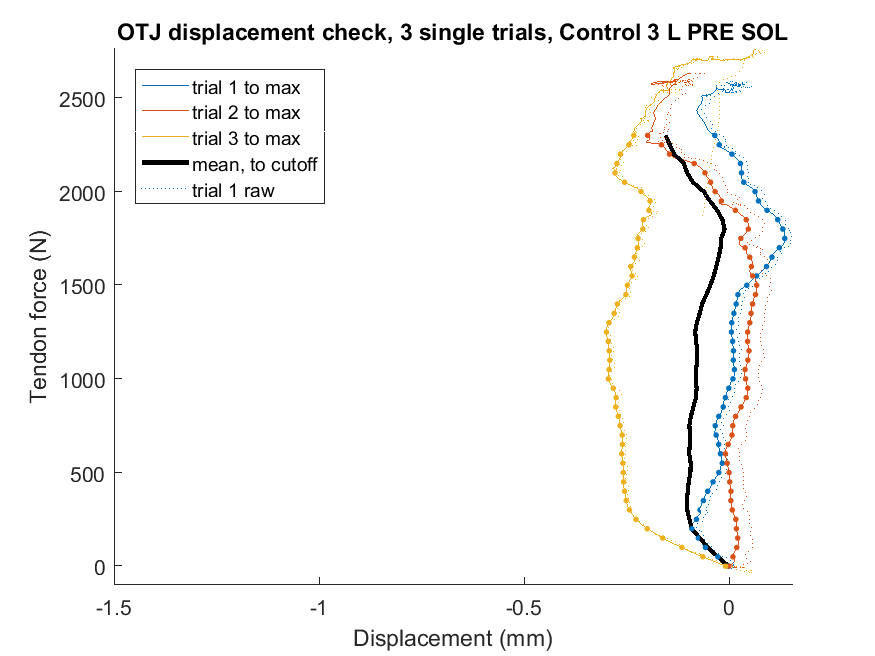 OTJ displacement check, 3 single trials, Control 3 L PRE SOL
trial 1 to max
trial 2 to max
trial 3 to max
mean, to cutoff
trial 1 raw
2500
2000
1500
1000
500
0
Tendon force (N)
-1.5
-1
-0.5
0
Displacement (mm)